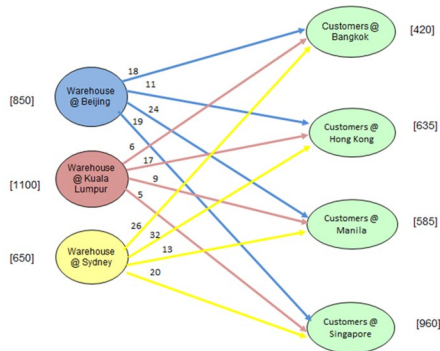 Customers @
Bangkok
[420]
18
11
[850]
Warehouse
@ Beijing
24
19
Customers @
Hong Kong
[635]
6
17
[1100]
Warehouse
@ Kuala
Lumpur
9
5
Customers @
Manila
[585]
26
32
[650]
Warehouse
@ Sydney
13
20
Customers @
Singapore
[960]